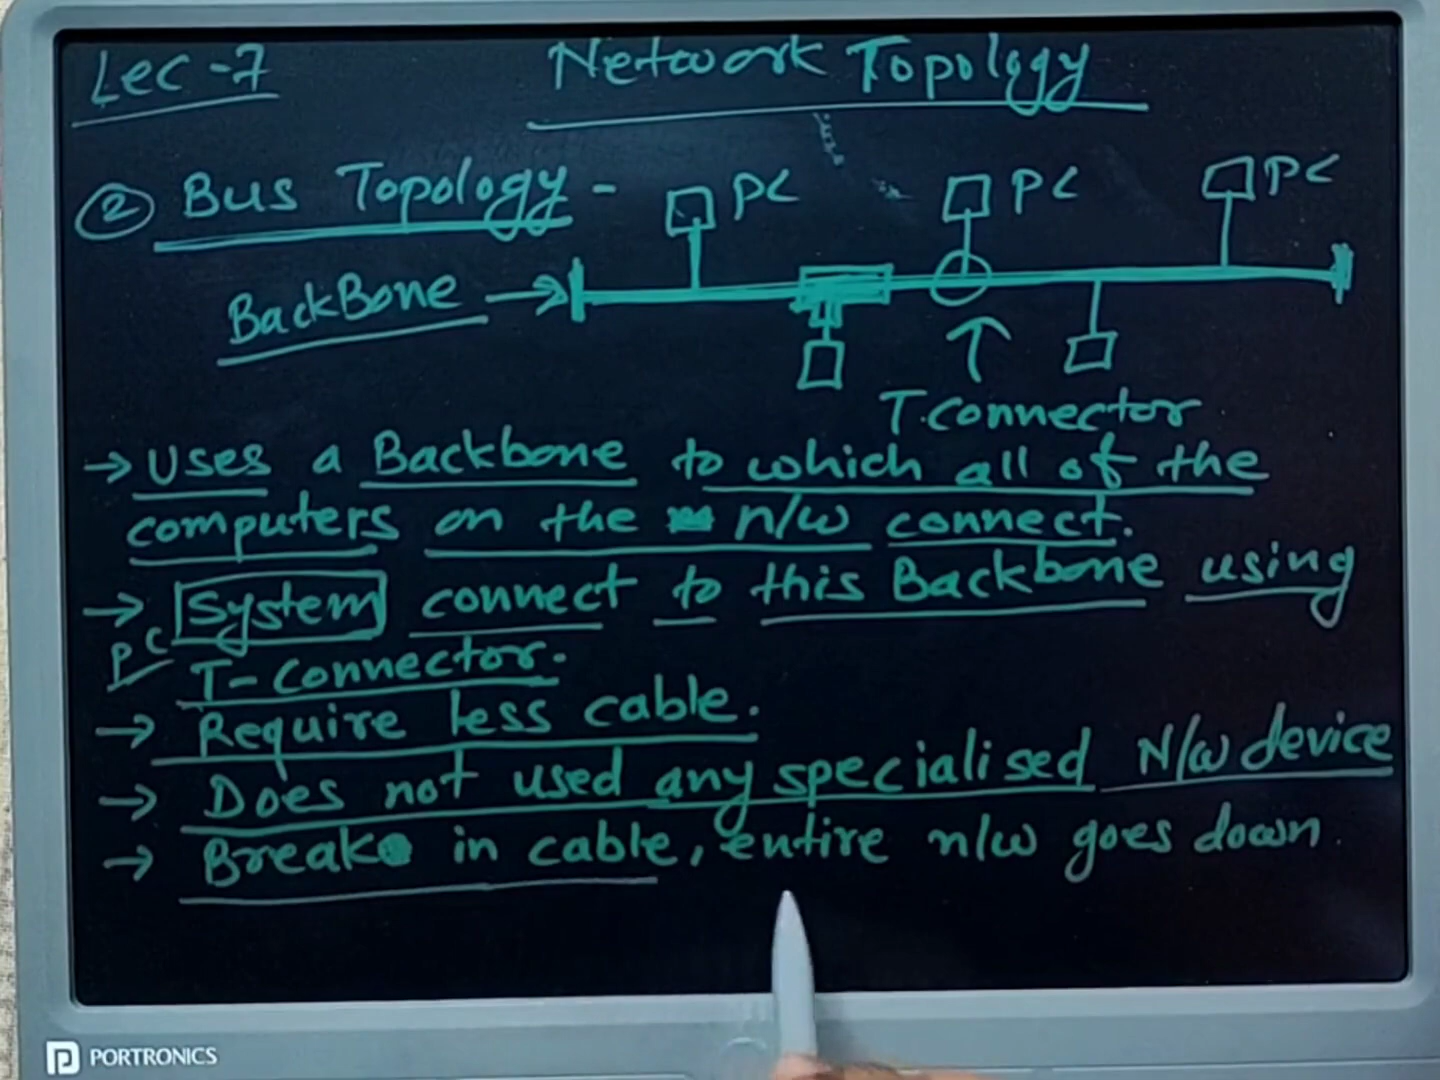 Lec-7 Network Topology
② Bus Topology - PC PC PC
BackBone →
T.connector
→ Uses a Backbone to which all of the
computers on the n/w connect.
→ System connect to this Backbone using
PC T-connector.
→ Require less cable.
→ Does not used any specialised N/w device
→ Break in cable, entire n/w goes down.
PORTRONICS